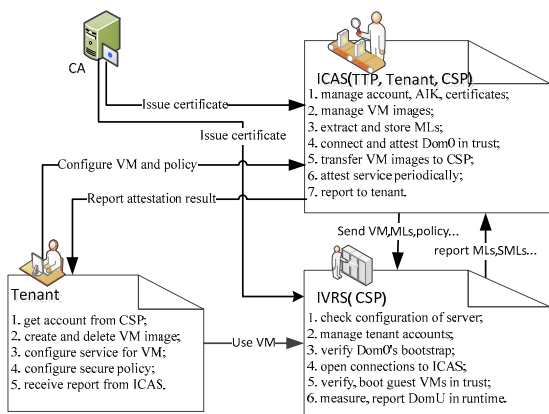 CA
ICAS(TTP, Tenant, CSP)
1. manage account, AIK, certificates;
2. manage VM images;
3. extract and store MLs;
4. connect and attest Dom0 in trust;
5. transfer VM images to CSP;
6. attest service periodically;
7. report to tenant.
Issue certificate
Issue certificate
Configure VM and policy
Report attestation result
Send VM,MLs,policy...
report MLs,SMLs...
Tenant
1. get account from CSP;
2. create and delete VM image;
3. configure service for VM;
4. configure secure policy;
5. receive report from ICAS.
Use VM
IVRS(CSP)
1. check configuration of server;
2. manage tenant accounts;
3. verify Dom0's bootstrap;
4. open connections to ICAS;
5. verify, boot guest VMs in trust;
6. measure, report DomU in runtime.